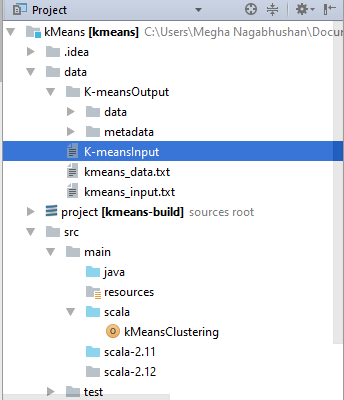 Project
kMeans [kmeans] C:\Users\Megha Nagabhushan\Docur
.idea
data
K-meansOutput
data
metadata
K-meansInput
kmeans_data.txt
kmeans_input.txt
project [kmeans-build] sources root
src
main
java
resources
scala
kMeansClustering
scala-2.11
scala-2.12
test